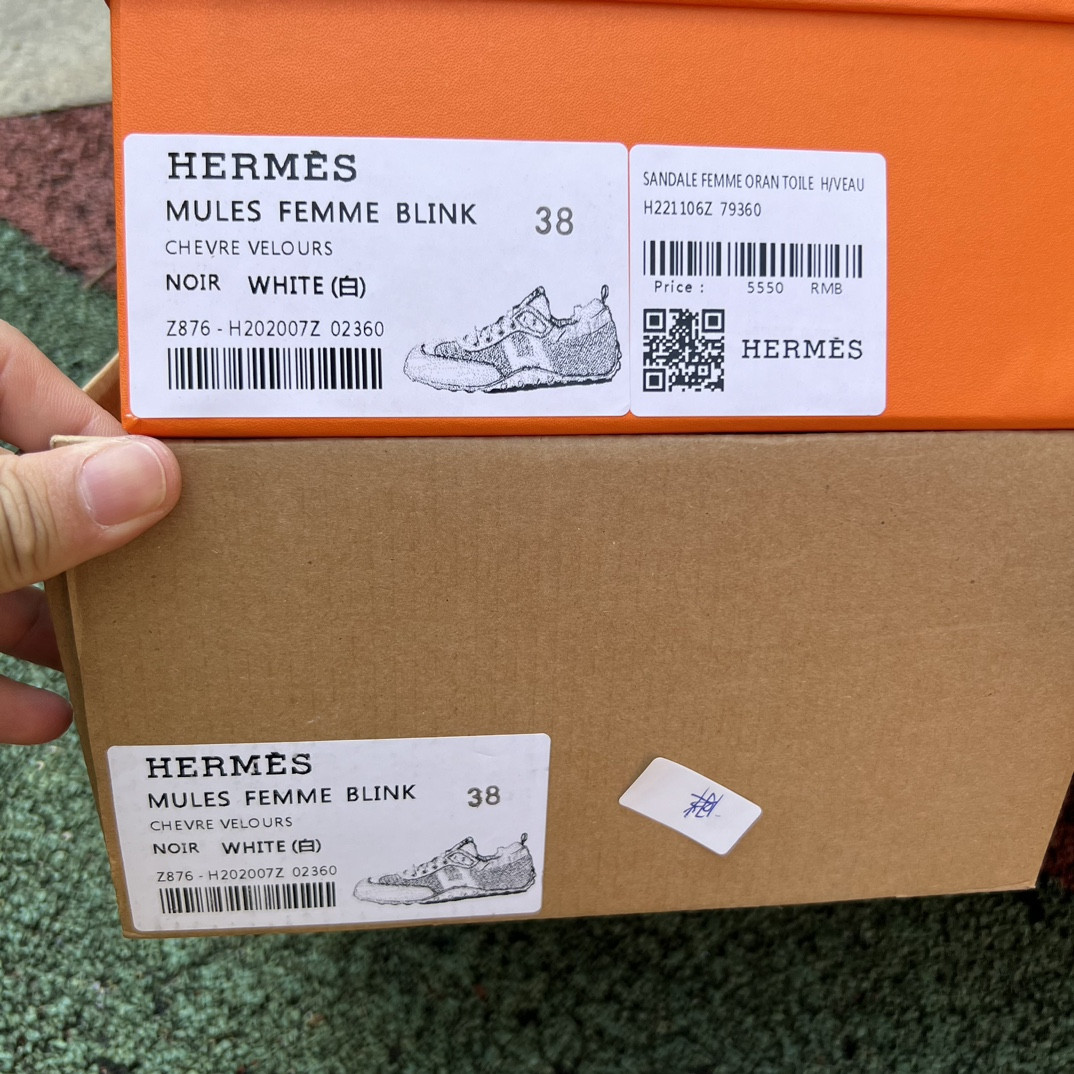 HERMÈS
MULES FEMME BLINK
38
CHEVRE VELOURS
NOIR WHITE (白)
Z876 - H202007Z 02360
SANDALE FEMME ORAN TOILE H/VEAU
H221106Z 79360
Price : 5550 RMB
HERMÈS
HERMÈS
MULES FEMME BLINK
38
CHEVRE VELOURS
NOIR WHITE (白)
Z876 - H202007Z 02360